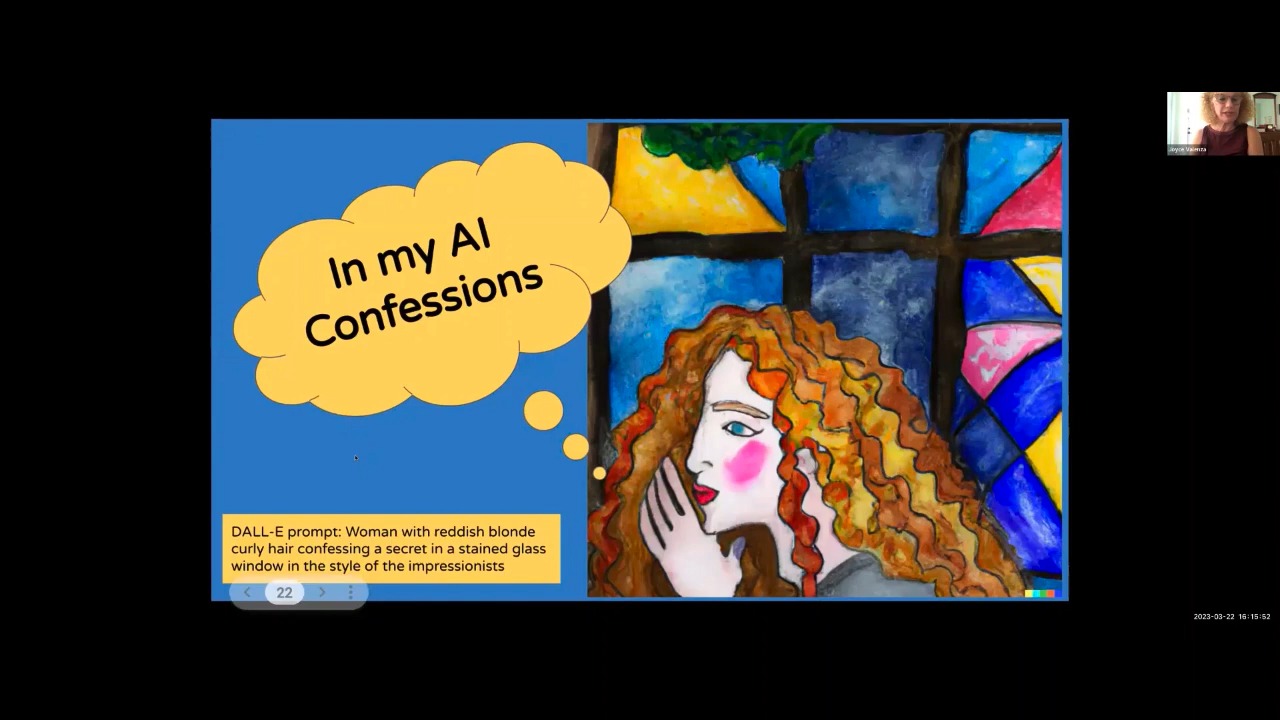 In my AI
Confessions
DALL-E prompt: Woman with reddish blonde
curly hair confessing a secret in a stained glass
window in the style of the impressionists
22
Joyce Valenza
2023-03-22 16:15:52